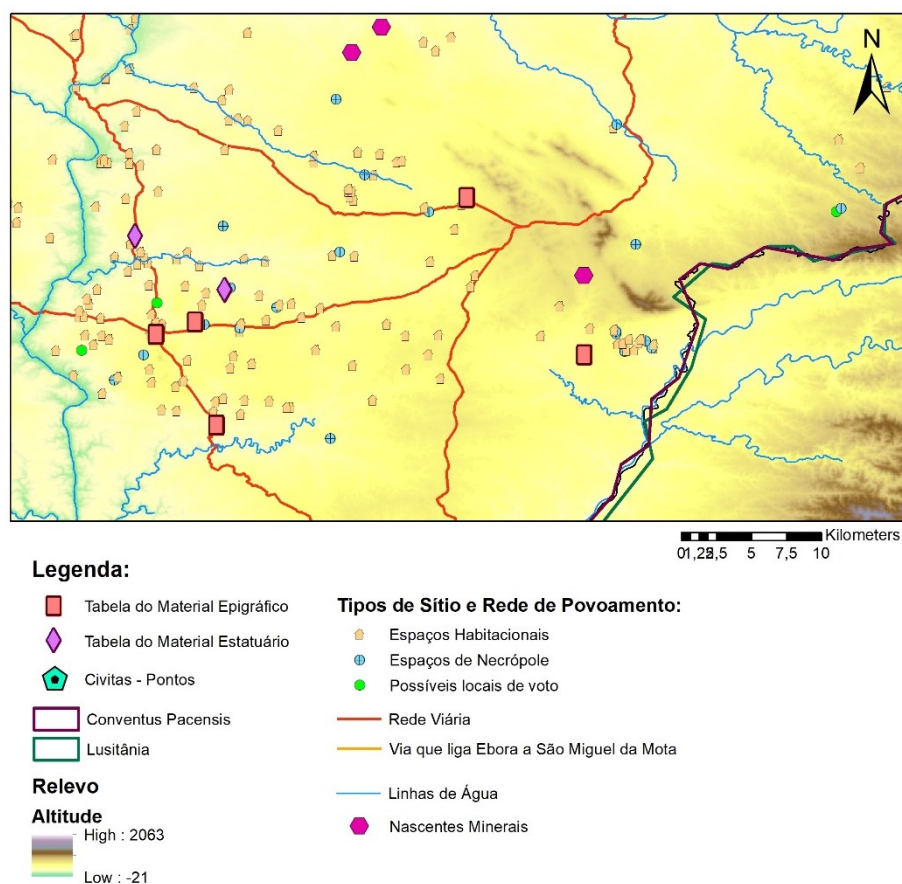 N
Kilometers
0 1,25 2,5 5 7,5 10
Legenda:
Tabela do Material Epigráfico
Tabela do Material Estatuário
Civitas - Pontos
Conventus Pacensis
Lusitânia
Relevo
Altitude
High : 2063
Low : -21
Tipos de Sítio e Rede de Povoamento:
Espaços Habitacionais
Espaços de Necrópole
Possíveis locais de voto
Rede Viária
Via que liga Ebora a São Miguel da Mota
Linhas de Água
Nascentes Minerais